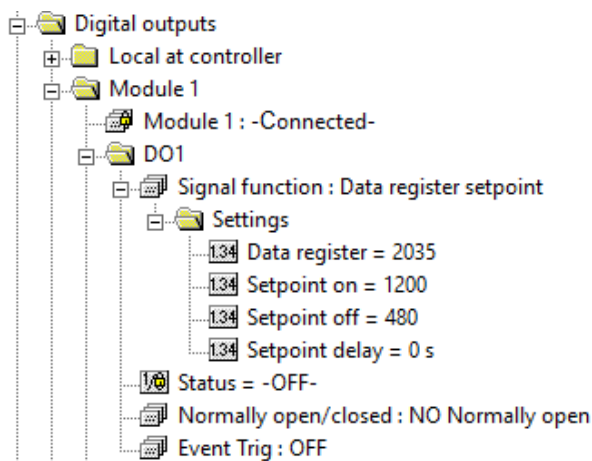 Digital outputs
Local at controller
Module 1
Module 1 : -Connected-
DO1
Signal function : Data register setpoint
Settings
1.34 Data register = 2035
1.34 Setpoint on = 1200
1.34 Setpoint off = 480
1.34 Setpoint delay = 0 s
1/0 Status = -OFF-
Normally open/closed : NO Normally open
Event Trig : OFF